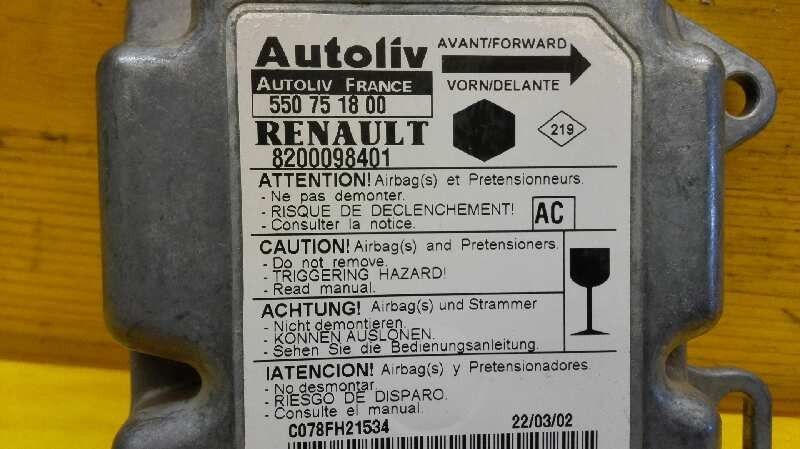 Autoliv
AVANT/FORWARD
AUTOLIV FRANCE
VORN/DELANTE
550 75 18 00
RENAULT
219
8200098401
ATTENTION! Airbag(s) et Pretensionneurs.
- Ne pas demonter.
- RISQUE DE DECLENCHEMENT!
- Consulter la notice.
AC
CAUTION! Airbag(s) and Pretensioners.
- Do not remove.
- TRIGGERING HAZARD!
- Read manual.
ACHTUNG! Airbag(s) und Strammer
- Nicht demontieren.
- KONNEN AUSLONEN.
- Sehen Sie die Bedienungsanleitung.
¡ATENCION! Airbag(s) y Pretensionadores.
- No desmontar.
- RIESGO DE DISPARO.
- Consultar el manual.
C078FH21534
22/03/02